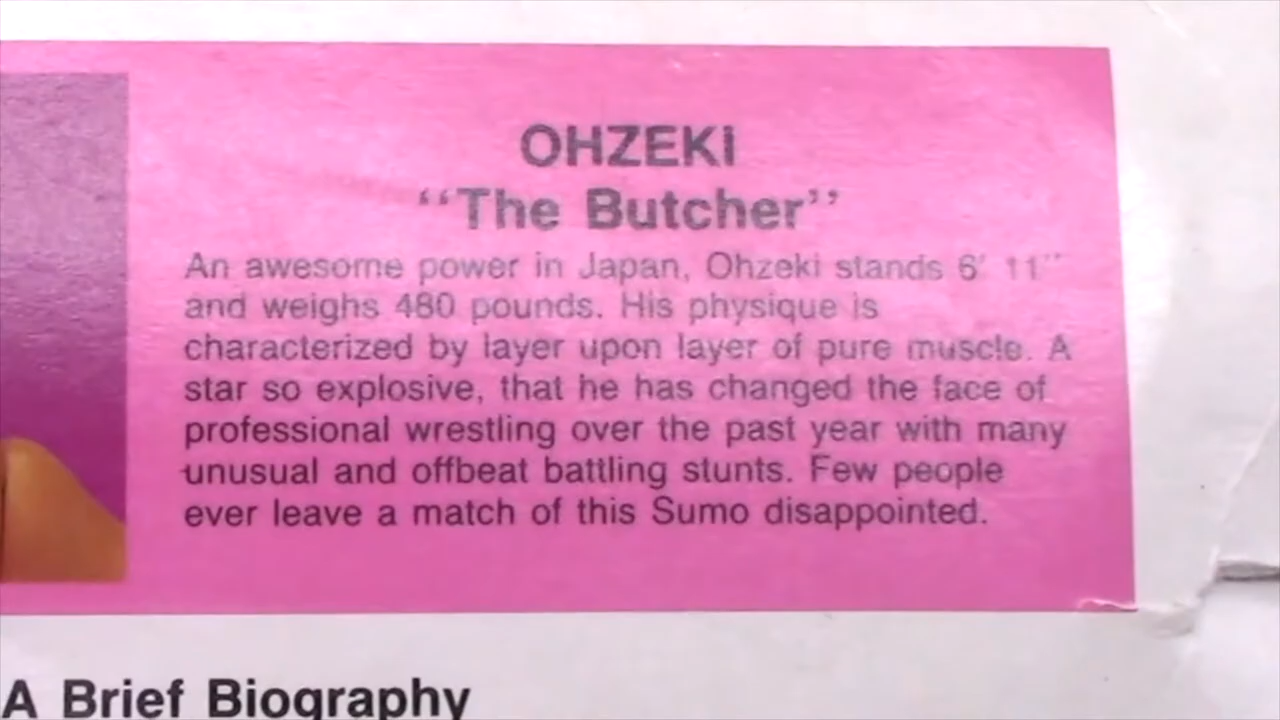 OHZEKI
“The Butcher”
An awesome power in Japan, Ohzeki stands 6' 11"
and weighs 480 pounds. His physique is
characterized by layer upon layer of pure muscle. A
star so explosive, that he has changed the face of
professional wrestling over the past year with many
unusual and offbeat battling stunts. Few people
ever leave a match of this Sumo disappointed.
A Brief Biography